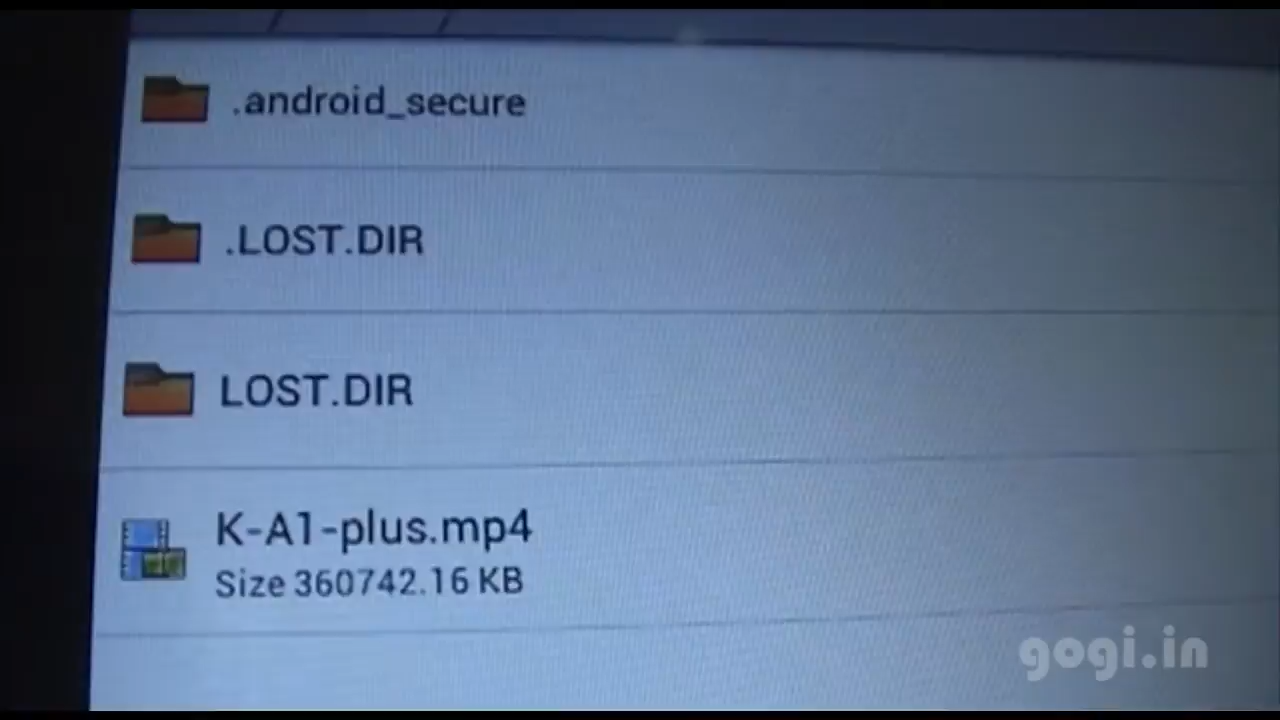 .android_secure
.LOST.DIR
LOST.DIR
K-A1-plus.mp4
Size 360742.16 KB
gogi.in